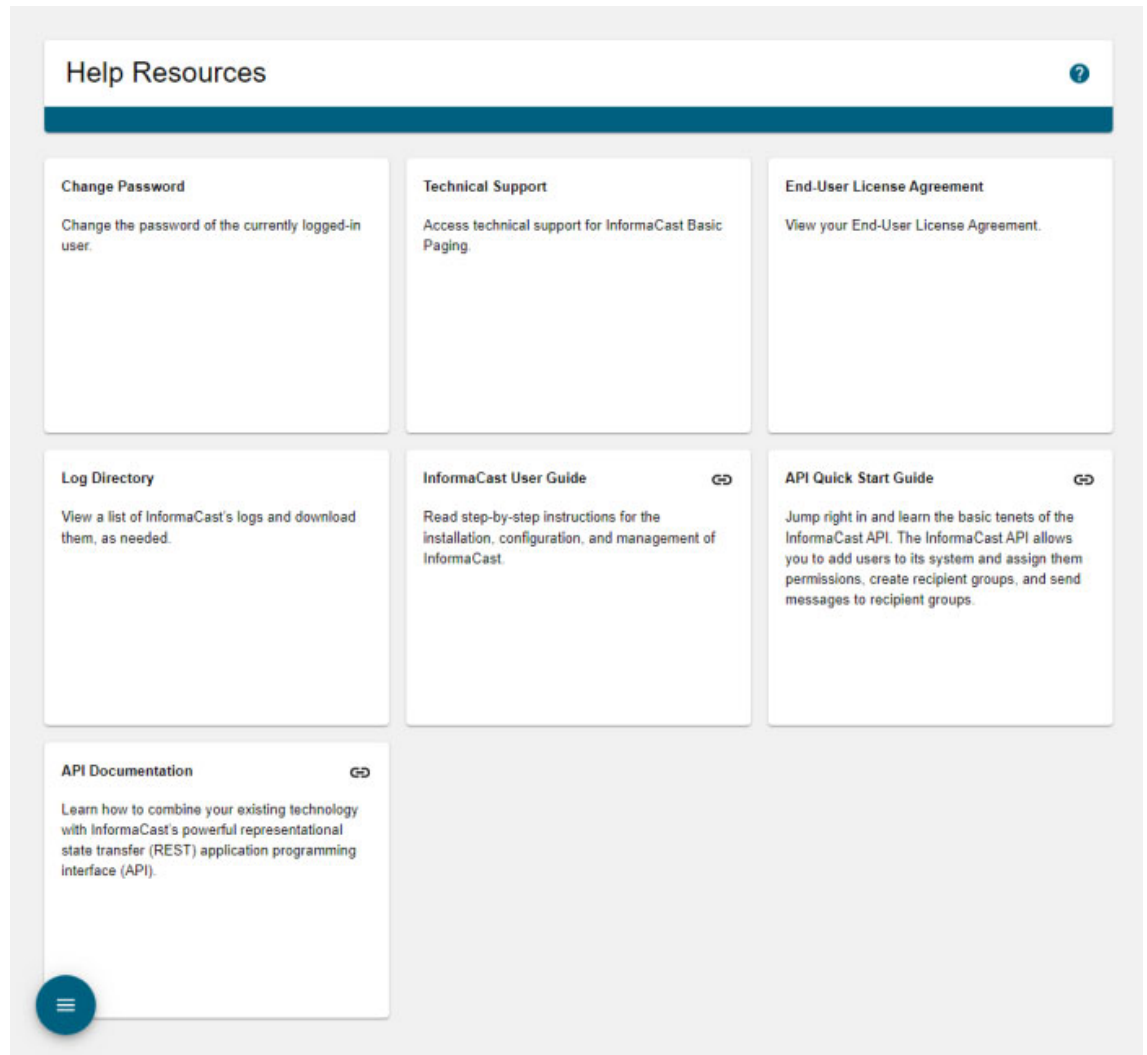 Help Resources
Change Password
Change the password of the currently logged-in
user.
Technical Support
Access technical support for InformaCast Basic
Paging.
End-User License Agreement
View your End-User License Agreement.
Log Directory
View a list of InformaCast's logs and download
them, as needed.
InformaCast User Guide
Read step-by-step instructions for the
installation, configuration, and management of
InformaCast.
API Quick Start Guide
Jump right in and learn the basic tenets of the
InformaCast API. The InformaCast API allows
you to add users to its system and assign them
permissions, create recipient groups, and send
messages to recipient groups.
API Documentation
Learn how to combine your existing technology
with InformaCast's powerful representational
state transfer (REST) application programming
interface (API).